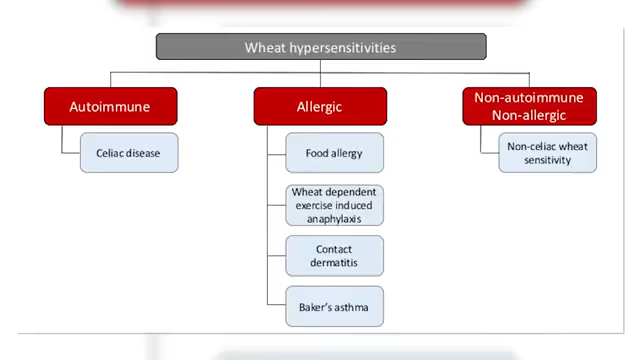 Wheat hypersensitivities
Autoimmune
Celiac disease
Allergic
Food allergy
Wheat dependent
exercise induced
anaphylaxis
Contact
dermatitis
Baker's asthma
Non-autoimmune
Non-allergic
Non-celiac wheat
sensitivity